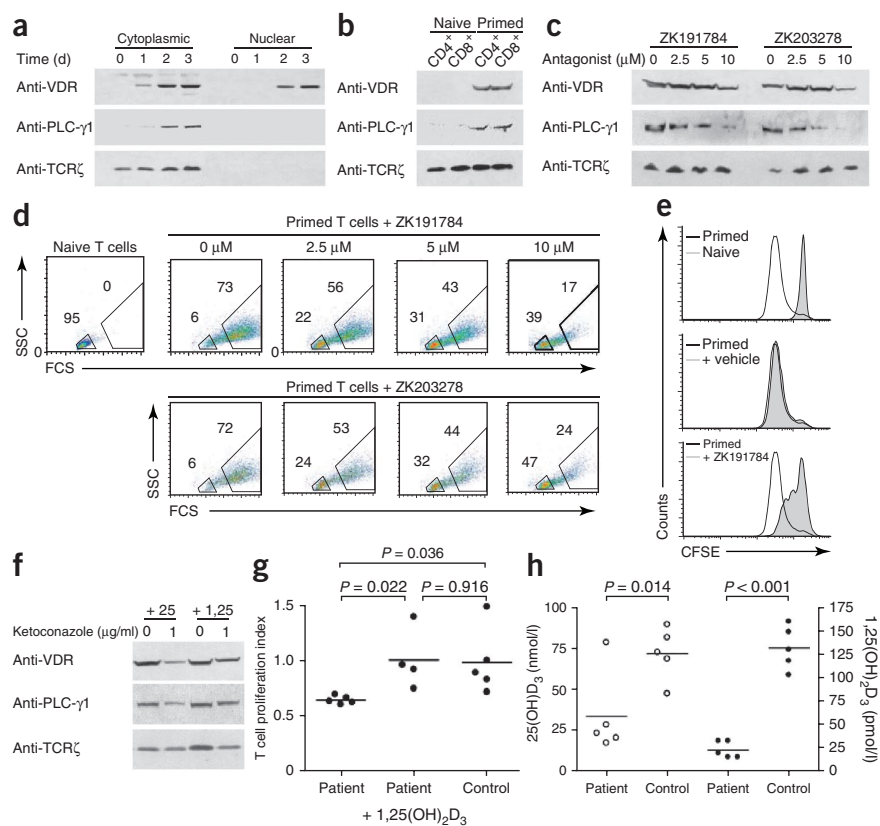 a
Cytoplasmic Nuclear
Time (d) 0 1 2 3 0 1 2 3
Anti-VDR
Anti-PLC-γ1
Anti-TCRζ
b
Naive Primed
CD4+ CD8+ CD4+ CD8+
Anti-VDR
Anti-PLC-γ1
Anti-TCRζ
c
ZK191784 ZK203278
Antagonist (μM) 0 2.5 5 10 0 2.5 5 10
Anti-VDR
Anti-PLC-γ1
Anti-TCRζ
d
Primed T cells + ZK191784
Naive T cells 0 μM 2.5 μM 5 μM 10 μM
0 73 56 43 17
95 6 22 31 39
SSC
0 0
FCS
Primed T cells + ZK203278
72 53 44 24
6 24 32 47
SSC
FCS
e
Primed
Naive
Primed
+ vehicle
Primed
+ ZK191784
Counts
CFSE
f
+ 25 + 1,25
Ketoconazole (μg/ml) 0 1 0 1
Anti-VDR
Anti-PLC-γ1
Anti-TCRζ
g
P = 0.036
P = 0.022 P = 0.916
T cell proliferation index
1.5
1.0
0.5
0
Patient Patient Control
+ 1,25(OH)2D3
h
P = 0.014 P < 0.001
25(OH)D3 (nmol/l)
100
75
50
25
0
1,25(OH)2D3 (pmol/l)
175
150
125
100
75
50
25
0
Patient Control Patient Control